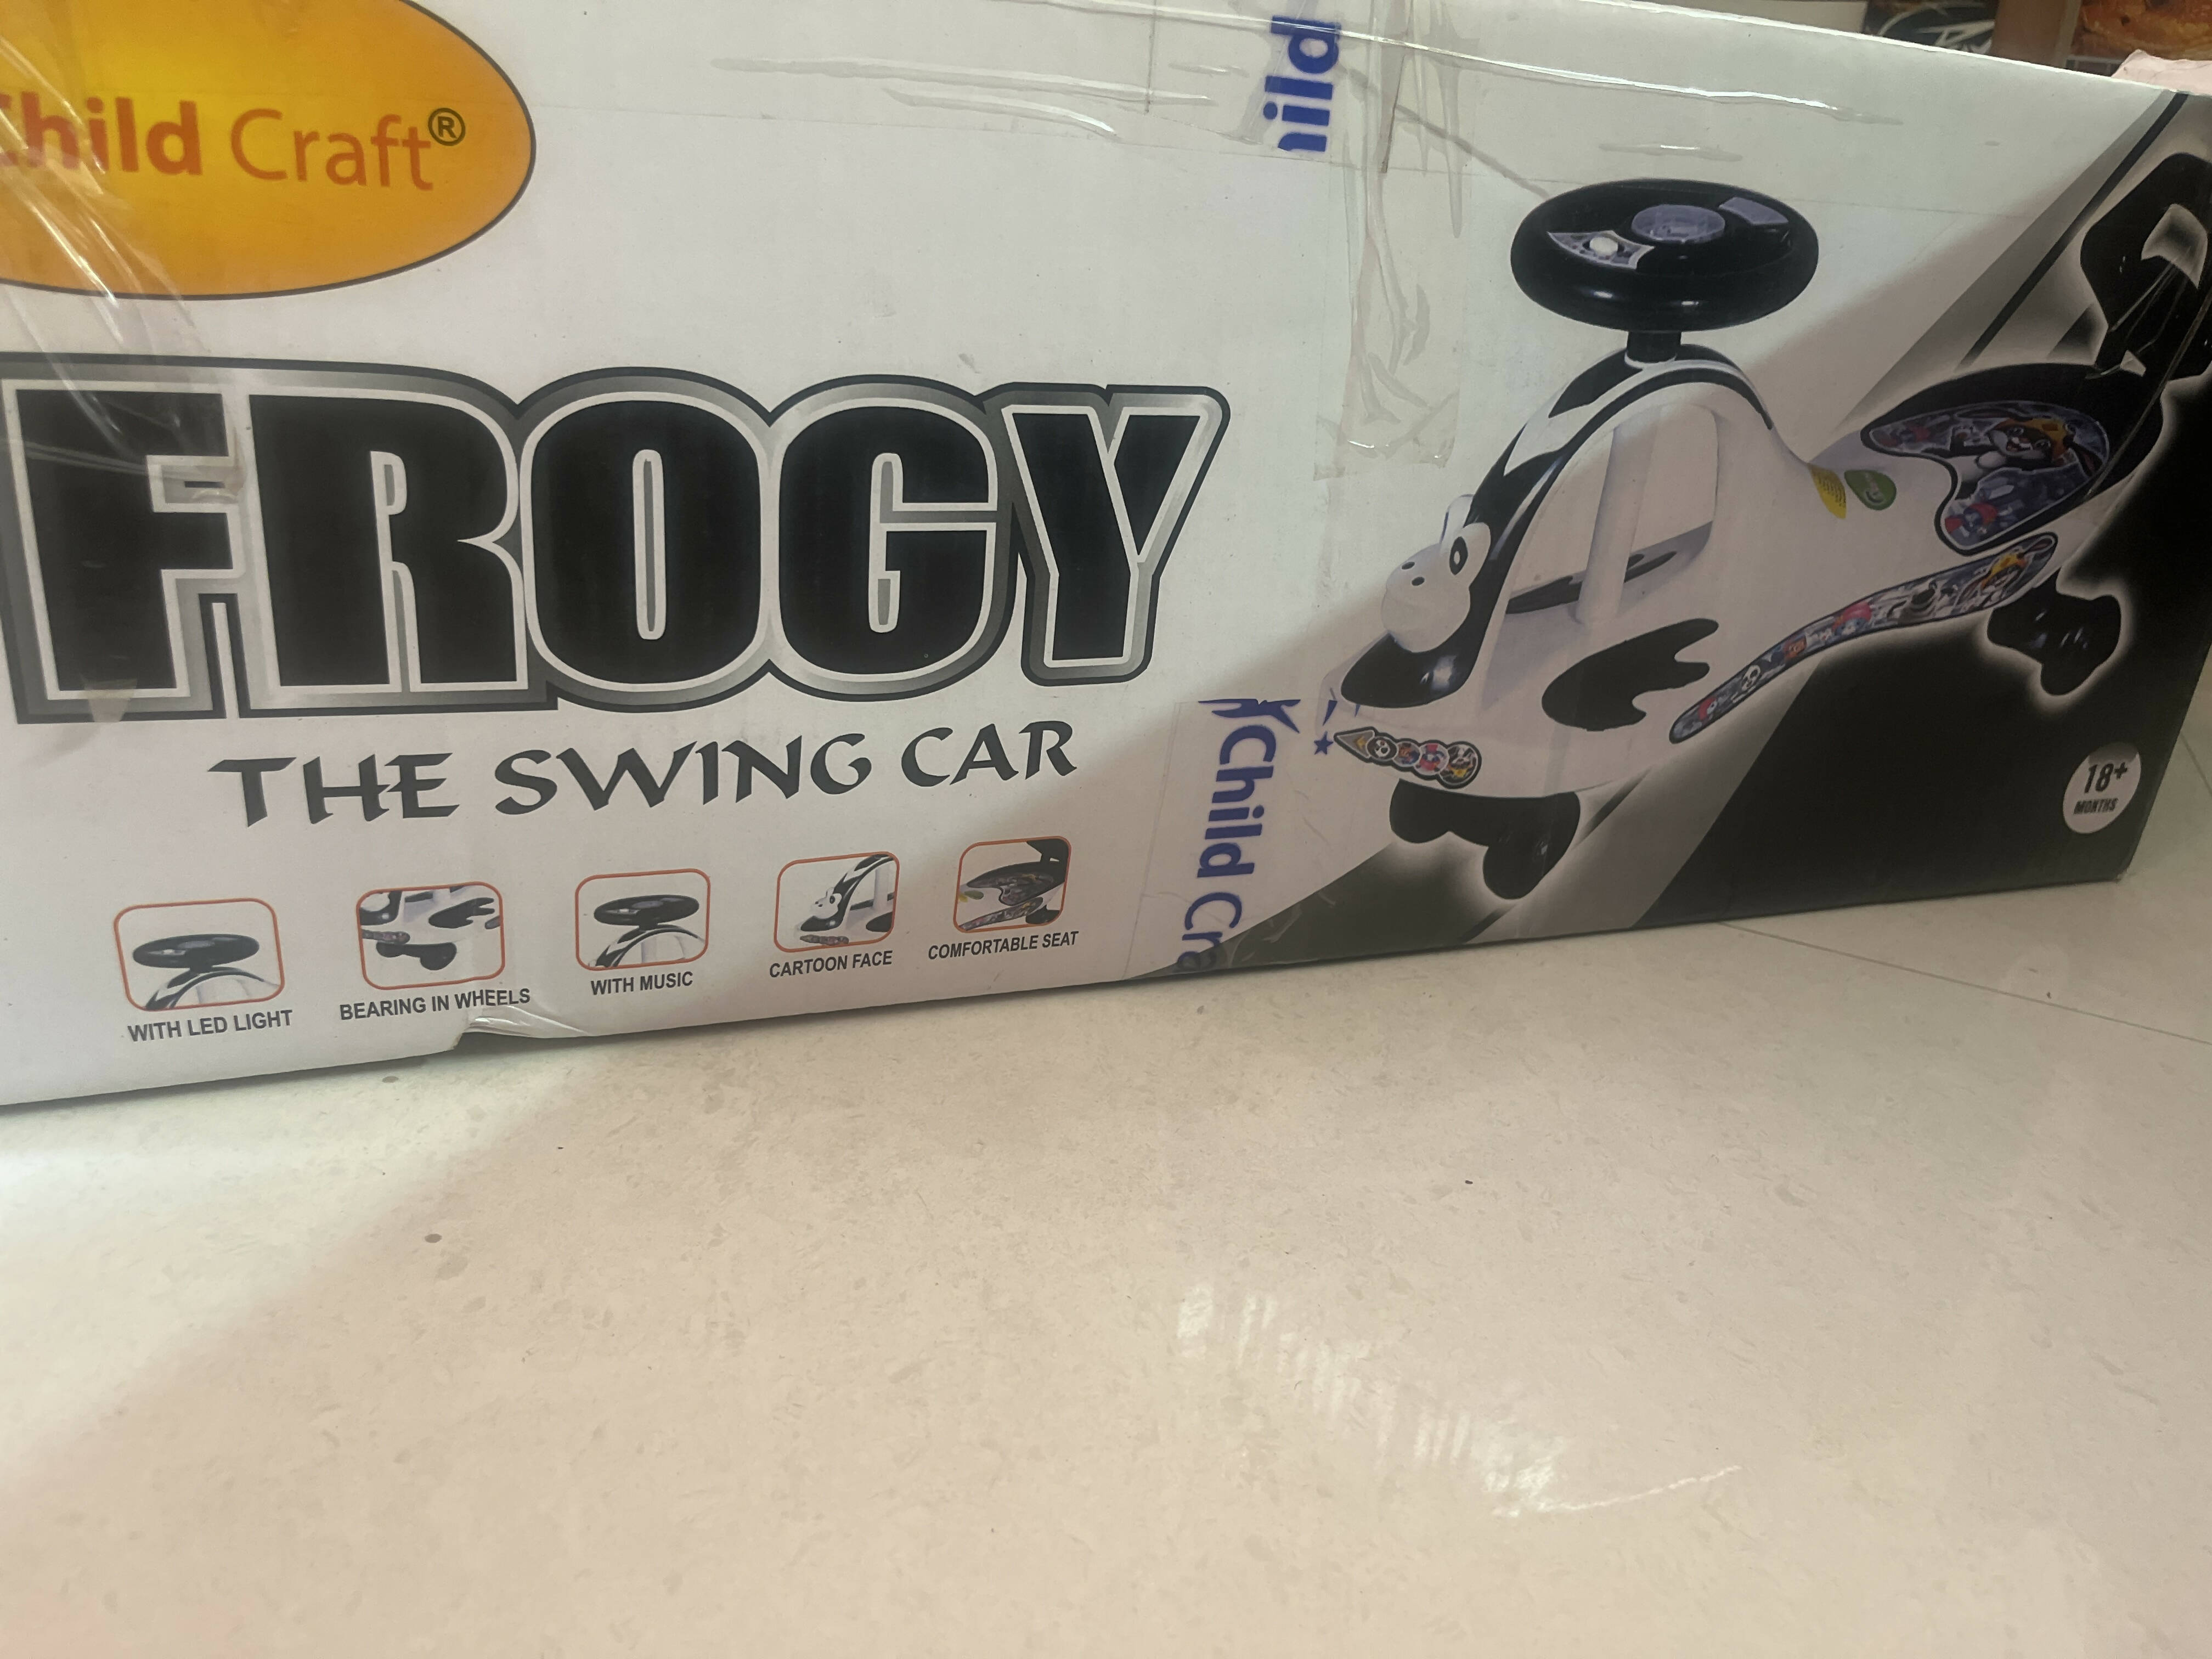 Child Craft®
FROGY
THE SWING CAR
WITH LED LIGHT
BEARING IN WHEELS
WITH MUSIC
CARTOON FACE
COMFORTABLE SEAT
hild
Child Cra
18+
MONTHS